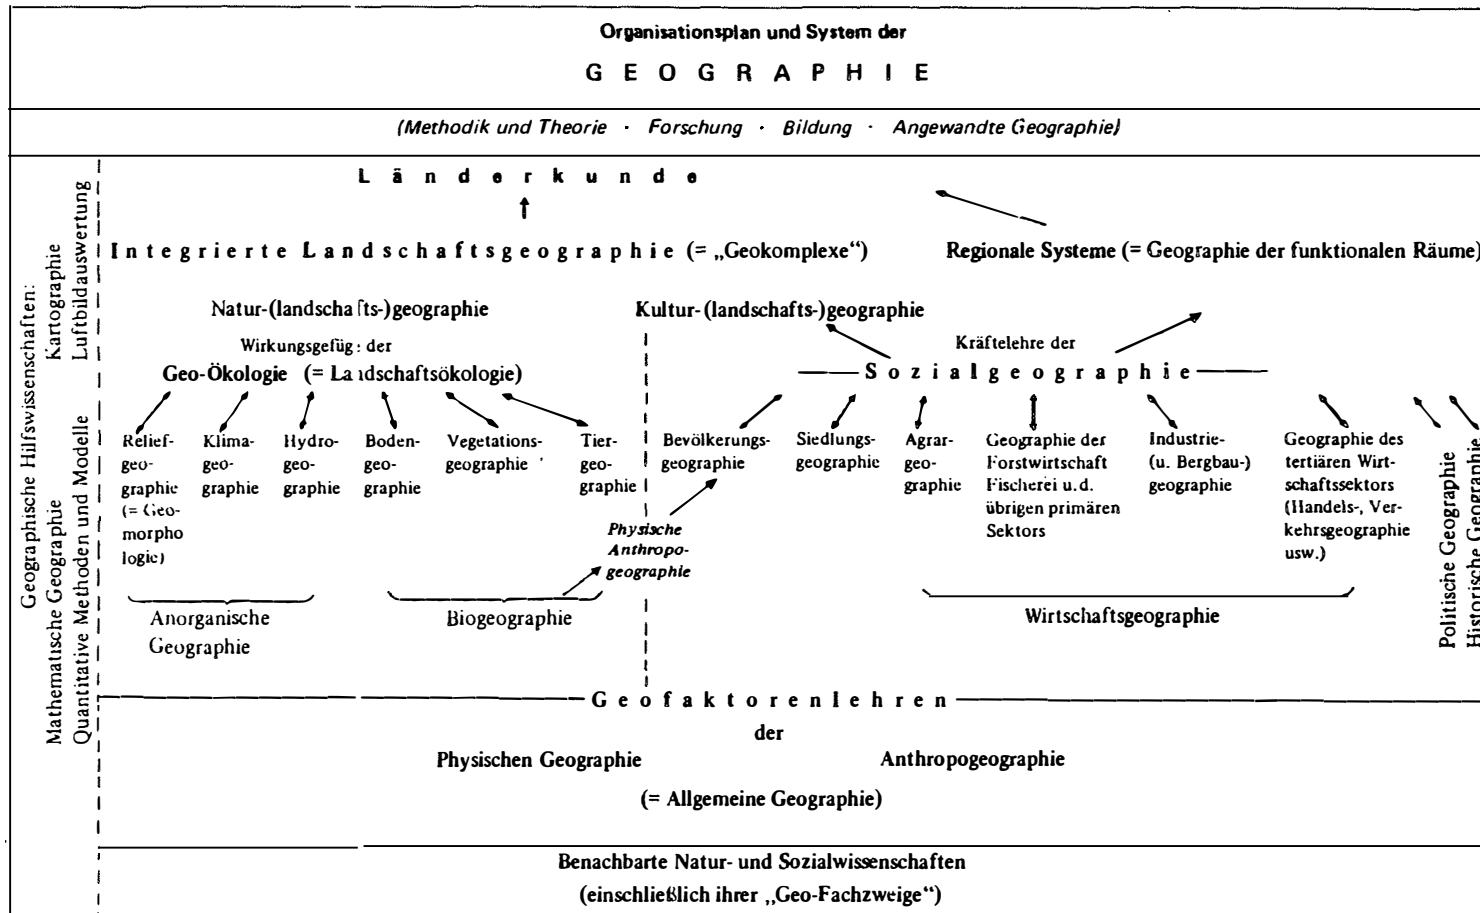 Organisationsplan und System der
GEOGRAPHIE
(Methodik und Theorie · Forschung · Bildung · Angewandte Geographie)
Geographische Hilfswissenschaften:
Kartographie
Luftbildauswertung
Mathematische Geographie
Quantitative Methoden und Modelle
Länderkunde
Integrierte Landschaftsgeographie (= „Geokomplexe“)
Regionale Systeme (= Geographie der funktionalen Räume)
Natur-(landschafts-)geographie
Kultur-(landschafts-)geographie
Wirkungsgefüge der
Geo-Ökologie (= Landschaftsökologie)
Kräftelehre der
Sozialgeographie
Relief-
geo-
graphie
(= Geo-
morpho
logie)
Klima-
geo-
graphie
Hydro-
geo-
graphie
Boden-
geo-
graphie
Vegetations-
geographie
Tier-
geo-
graphie
Physische
Anthropo-
geographie
Bevölkerungs-
geographie
Siedlungs-
geographie
Agrar-
geo-
graphie
Geographie der
Forstwirtschaft
Fischerei u.d.
übrigen primären
Sektors
Industrie-
(u. Bergbau-)
geographie
Geographie des
tertiären Wirt-
schaftssektors
(Handels-, Ver-
kehrsgeographie
usw.)
Politische Geographie
Historische Geographie
Anorganische
Geographie
Biogeographie
Wirtschaftsgeographie
Geofaktorenlehren
der
Physischen Geographie
Anthropogeographie
(= Allgemeine Geographie)
Benachbarte Natur- und Sozialwissenschaften
(einschließlich ihrer „Geo-Fachzweige“)